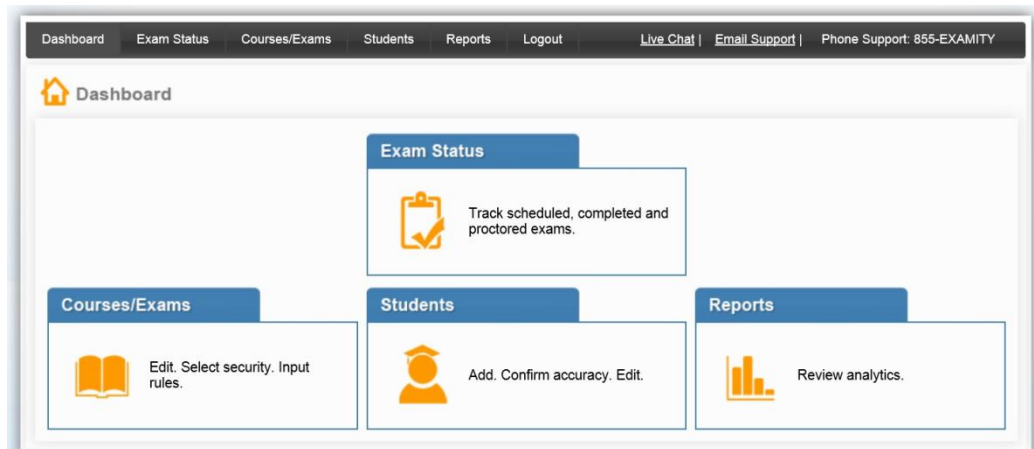 Dashboard Exam Status Courses/Exams Students Reports Logout Live Chat | Email Support | Phone Support: 855-EXAMITY
Dashboard
Exam Status
Track scheduled, completed and
proctored exams.
Courses/Exams
Edit. Select security. Input
rules.
Students
Add. Confirm accuracy. Edit.
Reports
Review analytics.